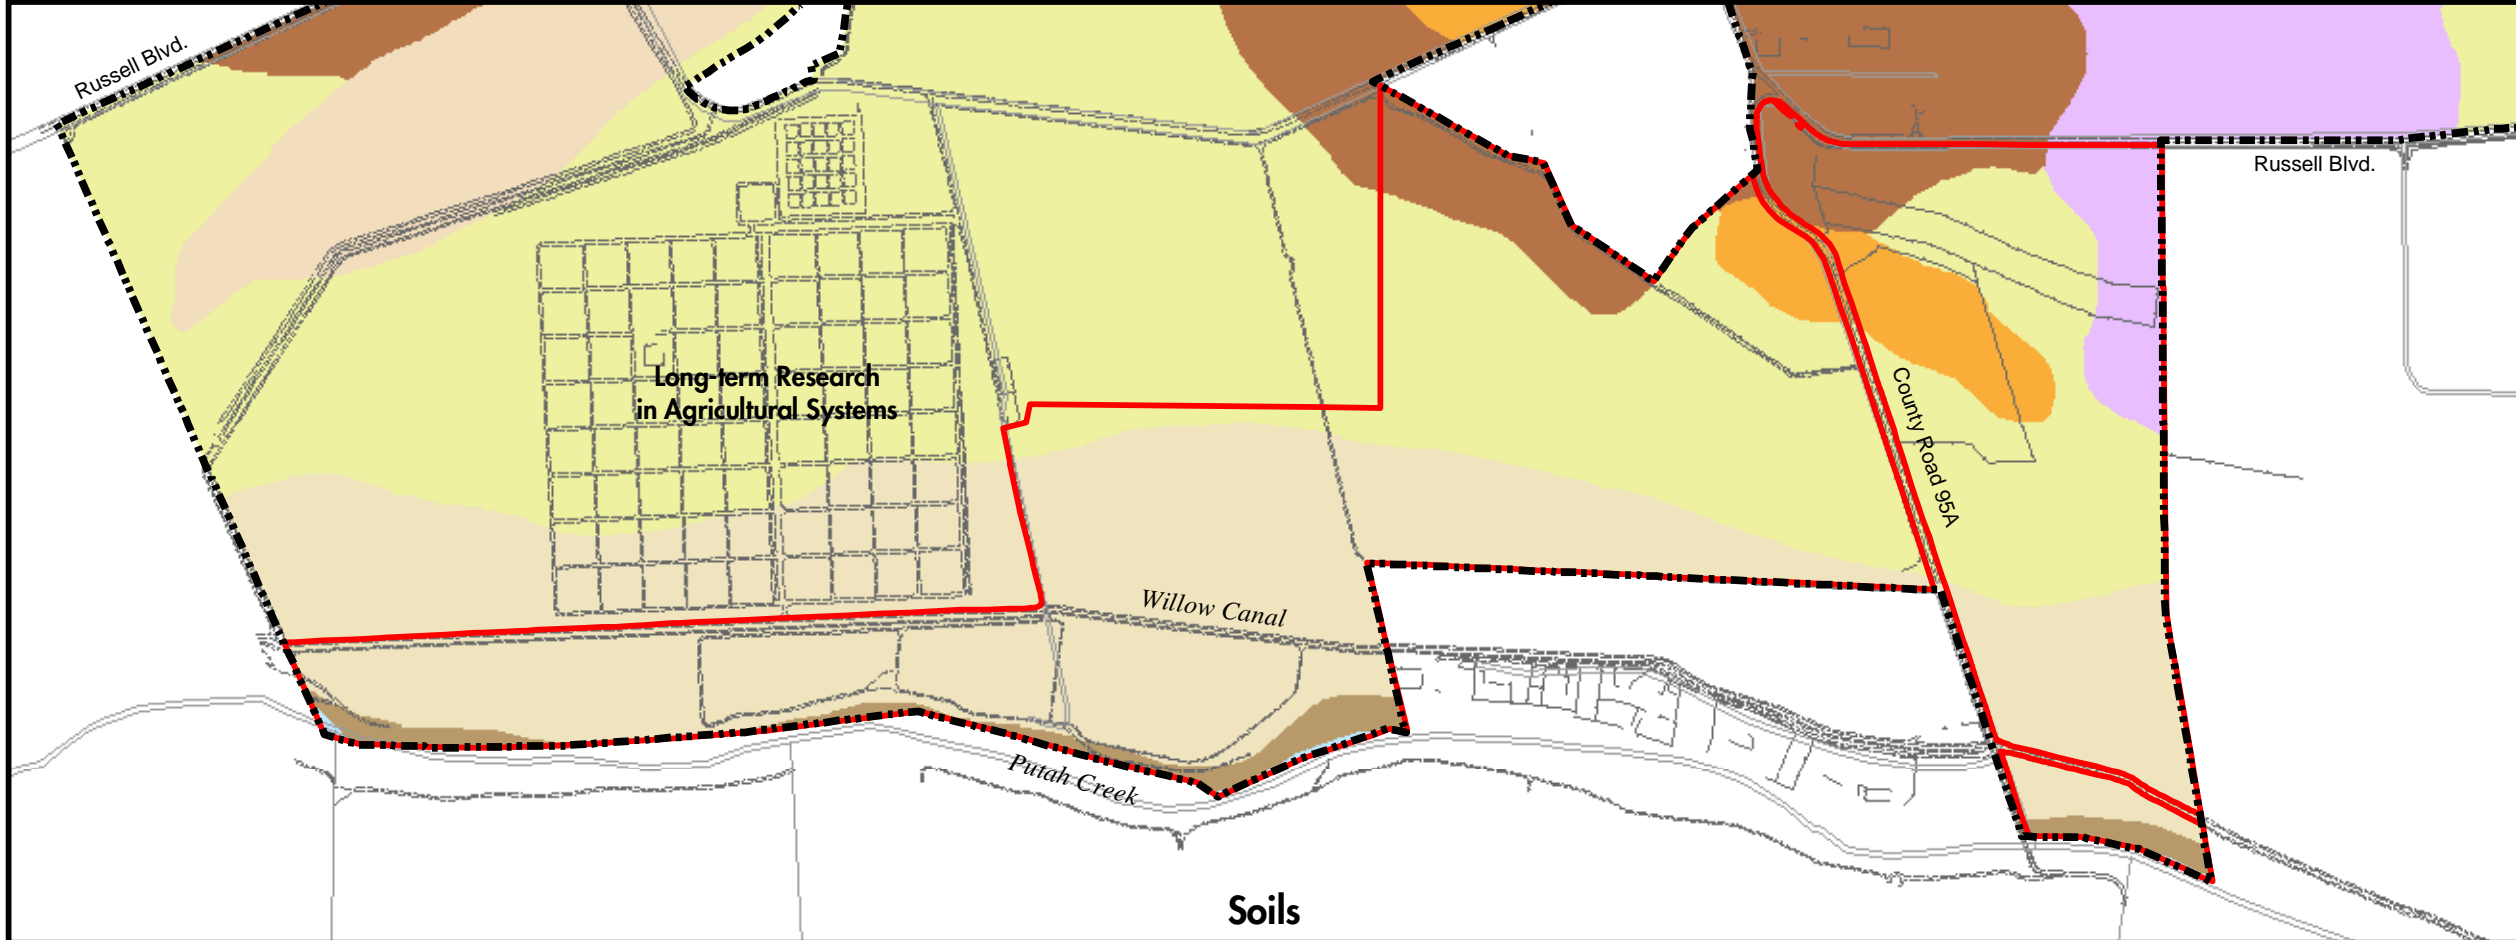 Russell Blvd.
Russell Blvd.
Long-term Research
in Agricultural Systems
County Road 95A
Willow Canal
Putah Creek
Soils